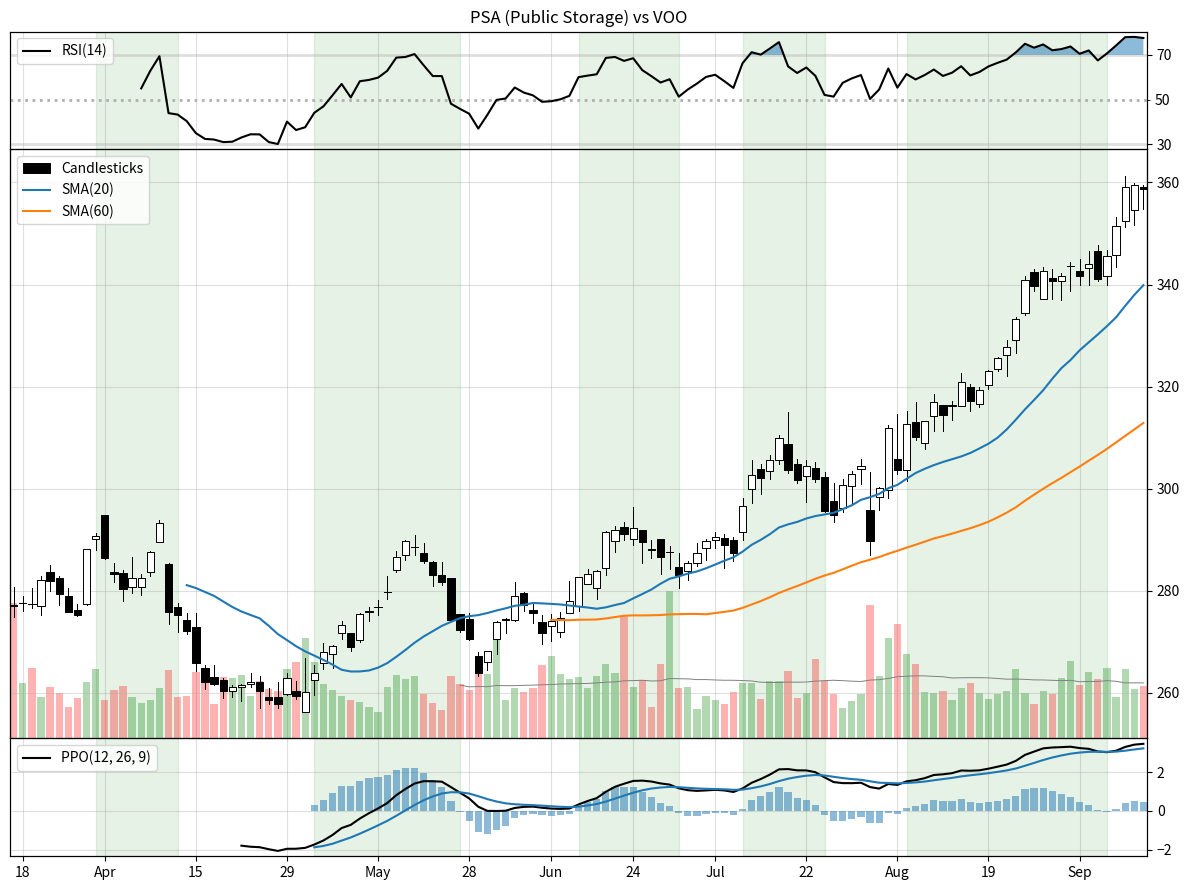 PSA (Public Storage) vs VOO
RSI(14)
70
50
30
Candlesticks
SMA(20)
SMA(60)
360
340
320
300
280
260
PPO(12, 26, 9)
2
0
−2
18 Apr 15 29 May 28 Jun 24 Jul 22 Aug 19 Sep